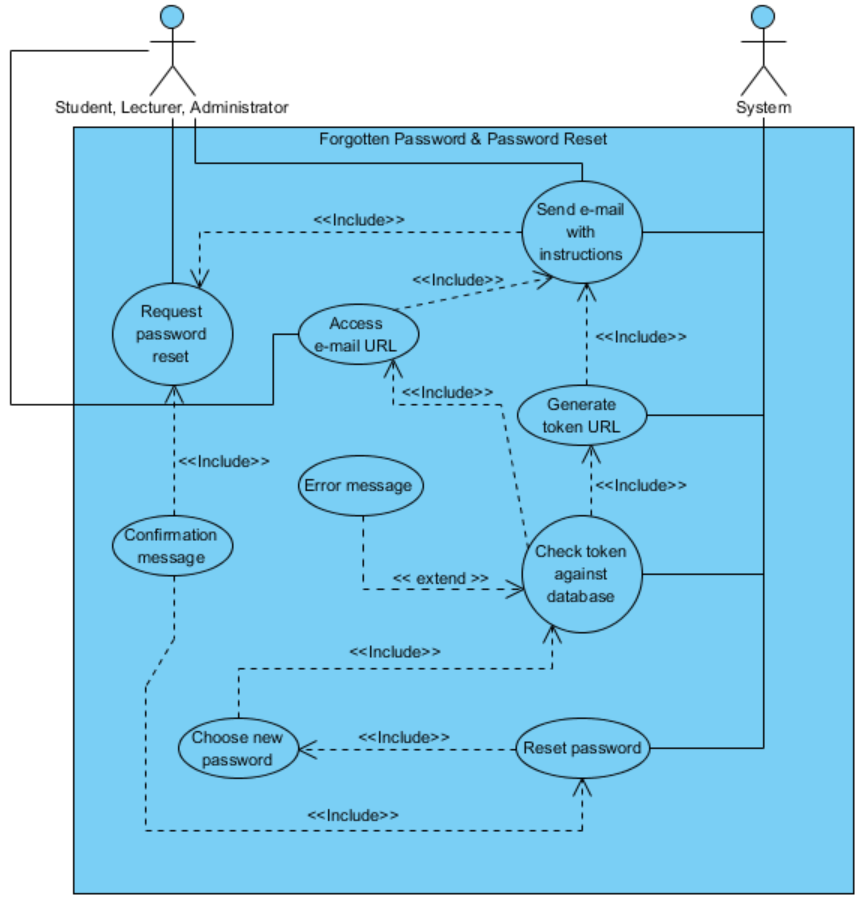 Student, Lecturer, Administrator
System
Forgotten Password & Password Reset
Send e-mail
with
instructions
<<Include>>
<<Include>>
Request
password
reset
Access
e-mail URL
<<Include>>
<<Include>>
Generate
token URL
<<Include>>
Error message
<<Include>>
Confirmation
message
Check token
against
database
<< extend >>
<<Include>>
Choose new
password
<<Include>>
Reset password
<<Include>>